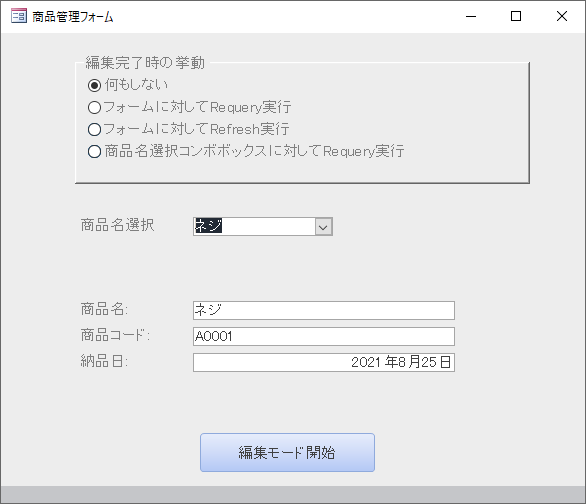 商品管理フォーム
編集完了時の挙動
何もしない
フォームに対してRequery実行
フォームに対してRefresh実行
商品名選択コンボボックスに対してRequery実行
商品名選択 ネジ
商品名: ネジ
商品コード: A0001
納品日: 2021年8月25日
編集モード開始